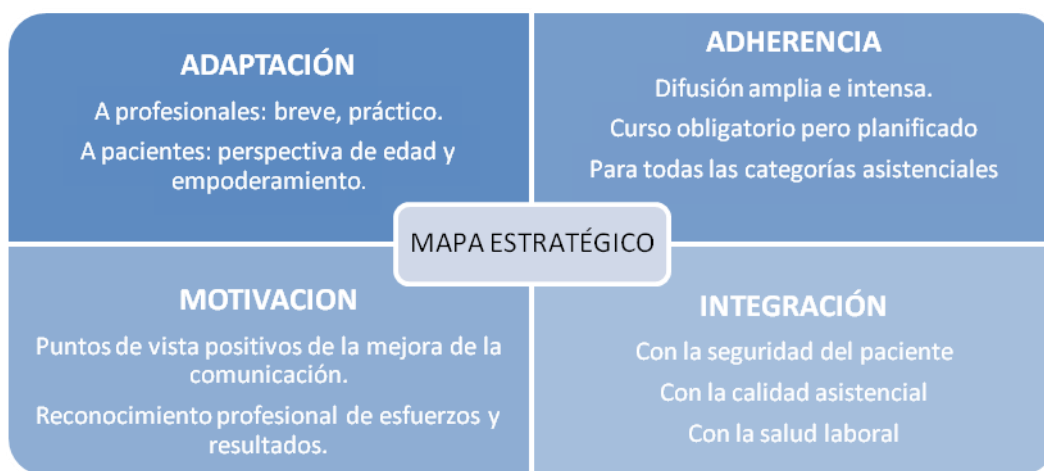 ADAPTACIÓN
A profesionales: breve, práctico.
A pacientes: perspectiva de edad y
empoderamiento.
ADHERENCIA
Difusión amplia e intensa.
Curso obligatorio pero planificado
Para todas las categorías asistenciales
MAPA ESTRATÉGICO
MOTIVACION
Puntos de vista positivos de la mejora de la
comunicación.
Reconocimiento profesional de esfuerzos y
resultados.
INTEGRACIÓN
Con la seguridad del paciente
Con la calidad asistencial
Con la salud laboral